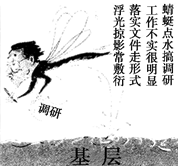 蜻蜓点水搞调研
工作不实很明显
落实文件走形式
浮光掠影常敷衍
调研
基层